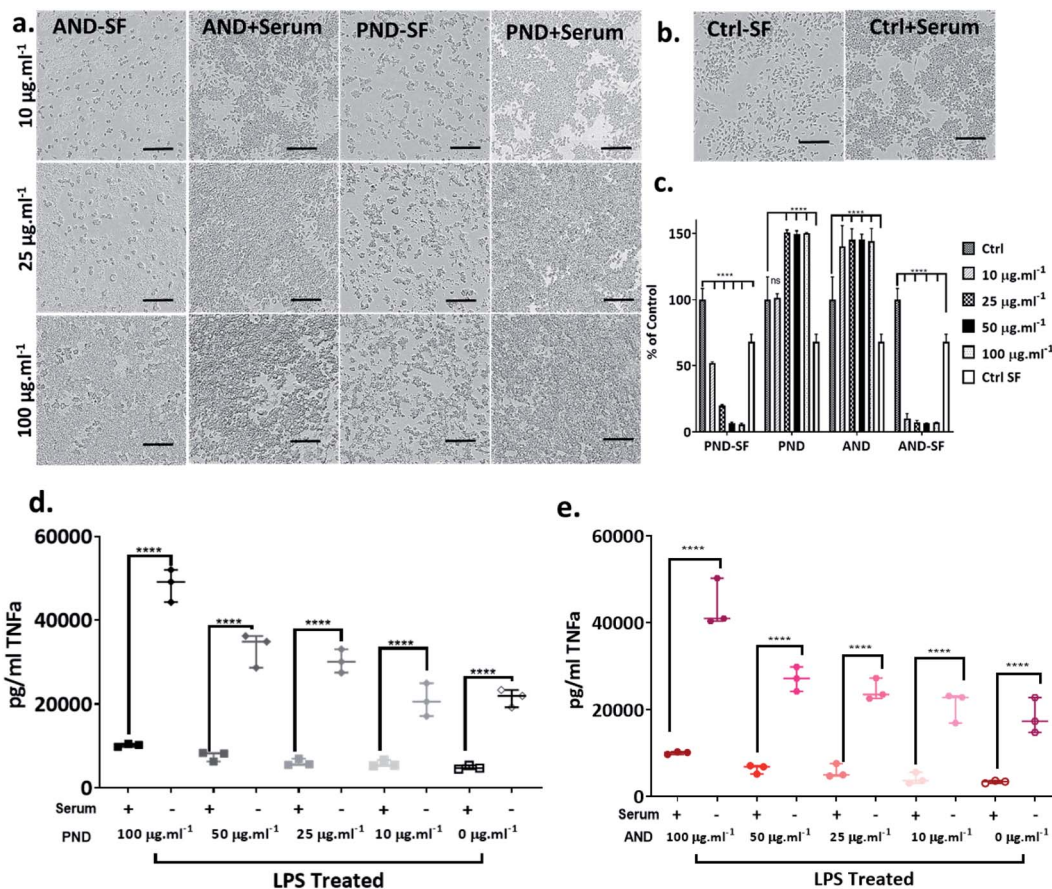 a.
AND-SF
AND+Serum
PND-SF
PND+Serum
10 µg.ml-1
25 µg.ml-1
100 µg.ml-1
b.
Ctrl-SF
Ctrl+Serum
c.
% of Control
150
100
50
0
****
ns
****
****
****
PND-SF
PND
AND
AND-SF
Ctrl
10 µg.ml-1
25 µg.ml-1
50 µg.ml-1
100 µg.ml-1
Ctrl SF
d.
pg/ml TNFa
60000
40000
20000
0
****
****
****
****
****
Serum + - + - + - + - + -
PND 100 µg.ml-1 50 µg.ml-1 25 µg.ml-1 10 µg.ml-1 0 µg.ml-1
LPS Treated
e.
pg/ml TNFa
60000
40000
20000
0
****
****
****
****
****
Serum + - + - + - + - + -
AND 100 µg.ml-1 50 µg.ml-1 25 µg.ml-1 10 µg.ml-1 0 µg.ml-1
LPS Treated